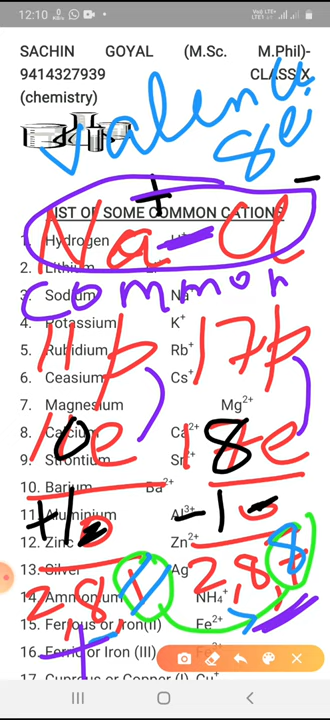 12:10
SACHIN GOYAL (M.Sc. M.Phil)-
9414327939 CLASS X
(chemistry)
valency
8e
LIST OF SOME COMMON CATIONS
+ -
Na - Cl
1. Hydrogen H+
2. Lithium
3. Sodium Na+
common
4. Potassium K+
5. Rubidium Rb+
11p 17p
6. Ceasium Cs+
7. Magnesium Mg2+
8. Calcium Ca2+
10e 18e
9. Strontium Sr2+
10. Barium Ba2+
11. Aluminium Al3+
+1 -1
12. Zinc Zn2+
13. Silver Ag
2,8,1 2,8,8
14. Ammonium NH4+
15. Ferrous or Iron(II) Fe2+
+
16. Ferric or Iron (III)
17. Cuprous or Copper (I) Cu+